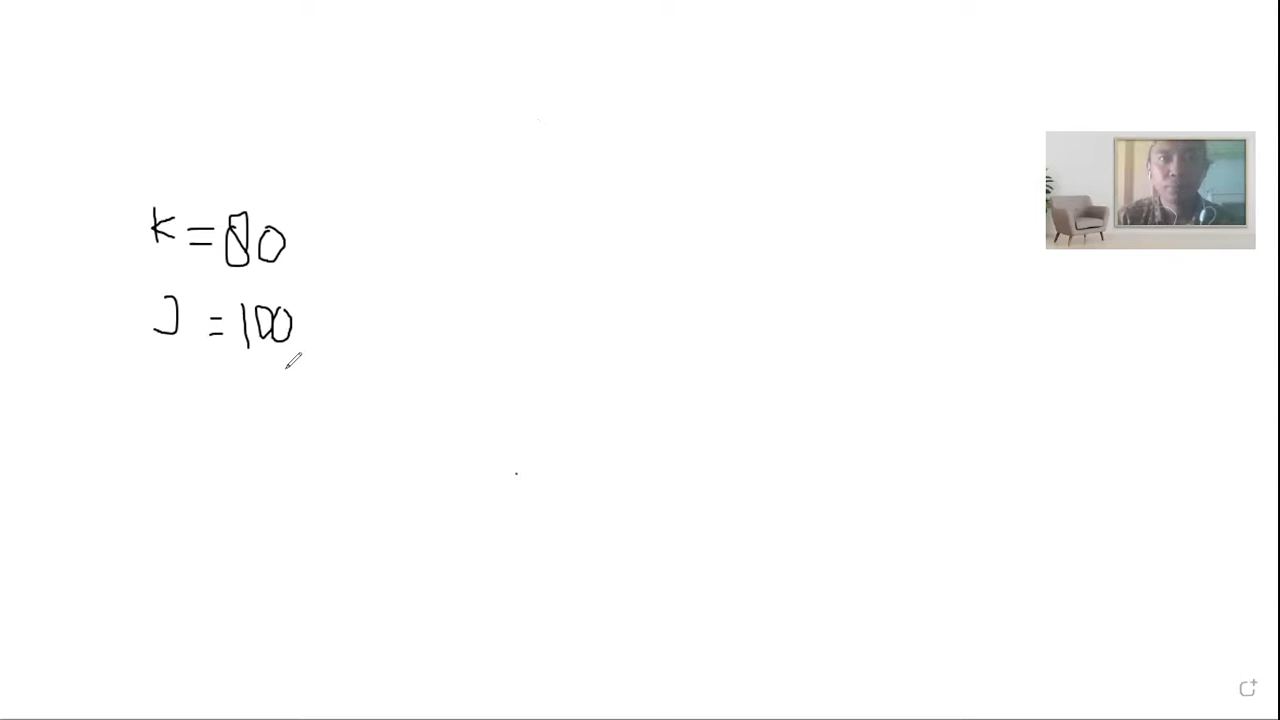 K = 80
J = 100